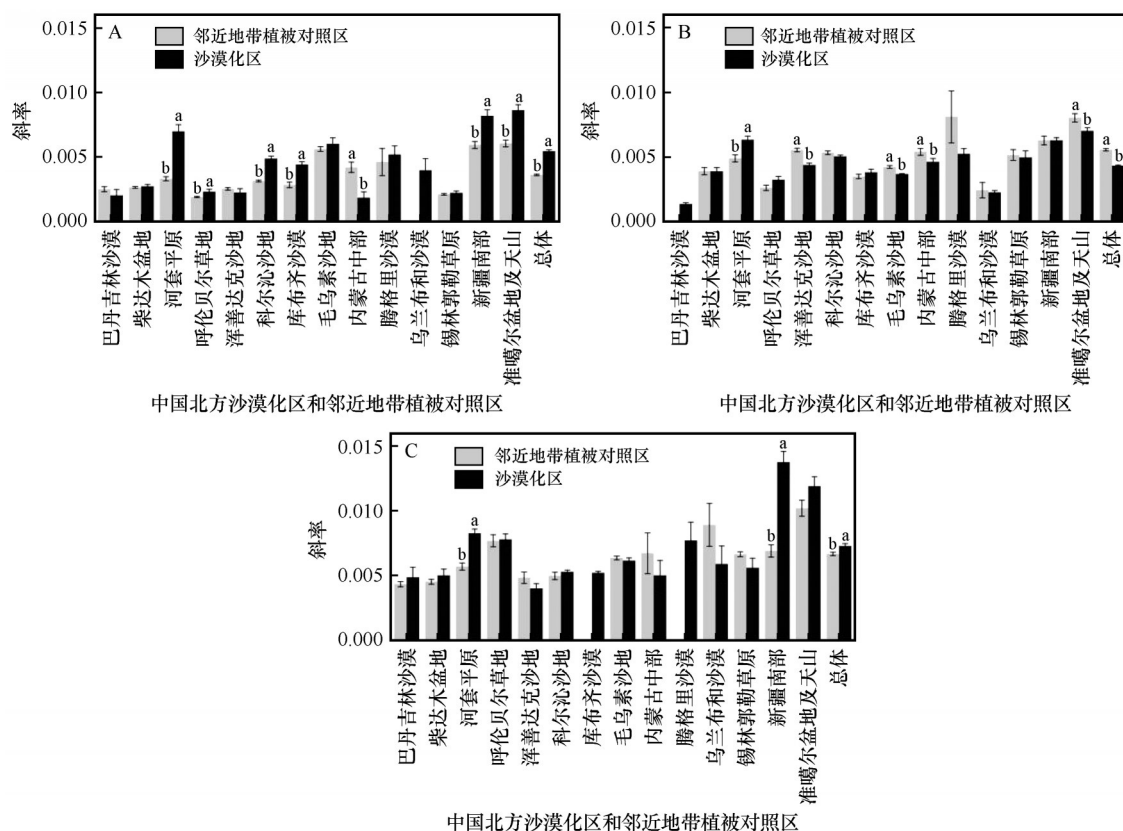 A
邻近地带植被对照区
沙漠化区
斜率
0.015
0.010
0.005
0.000
b a
b a
b a
b a
a b
b a
b a
b a
巴丹吉林沙漠
柴达木盆地
河套平原
呼伦贝尔草地
浑善达克沙地
科尔沁沙地
库布齐沙漠
毛乌素沙地
内蒙古中部
腾格里沙漠
乌兰布和沙漠
锡林郭勒草原
新疆南部
准噶尔盆地及天山
总体
中国北方沙漠化区和邻近地带植被对照区
B
邻近地带植被对照区
沙漠化区
斜率
0.015
0.010
0.005
0.000
b a
a b
a b
a b
a b
a b
巴丹吉林沙漠
柴达木盆地
河套平原
呼伦贝尔草地
浑善达克沙地
科尔沁沙地
库布齐沙漠
毛乌素沙地
内蒙古中部
腾格里沙漠
乌兰布和沙漠
锡林郭勒草原
新疆南部
准噶尔盆地及天山
总体
中国北方沙漠化区和邻近地带植被对照区
C
邻近地带植被对照区
沙漠化区
斜率
0.015
0.010
0.005
0.000
b a
b a
b a
巴丹吉林沙漠
柴达木盆地
河套平原
呼伦贝尔草地
浑善达克沙地
科尔沁沙地
库布齐沙漠
毛乌素沙地
内蒙古中部
腾格里沙漠
乌兰布和沙漠
锡林郭勒草原
新疆南部
准噶尔盆地及天山
总体
中国北方沙漠化区和邻近地带植被对照区